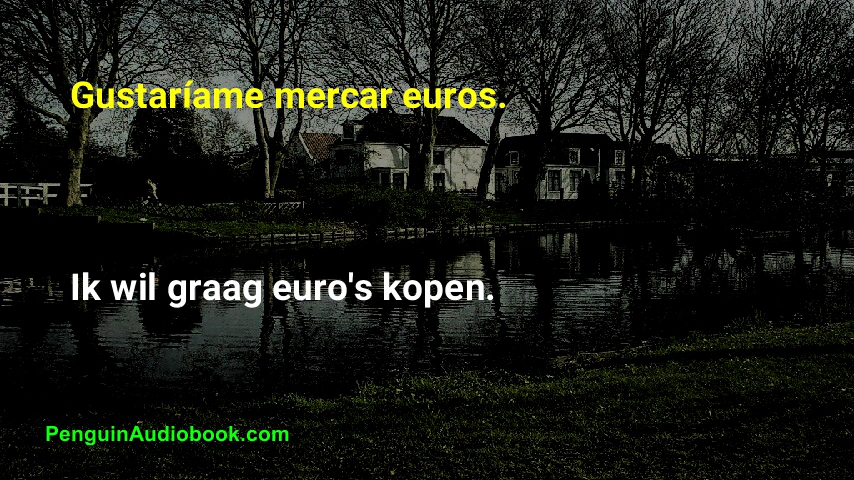 Gustaríame mercar euros.
Ik wil graag euro's kopen.
PenguinAudiobook.com